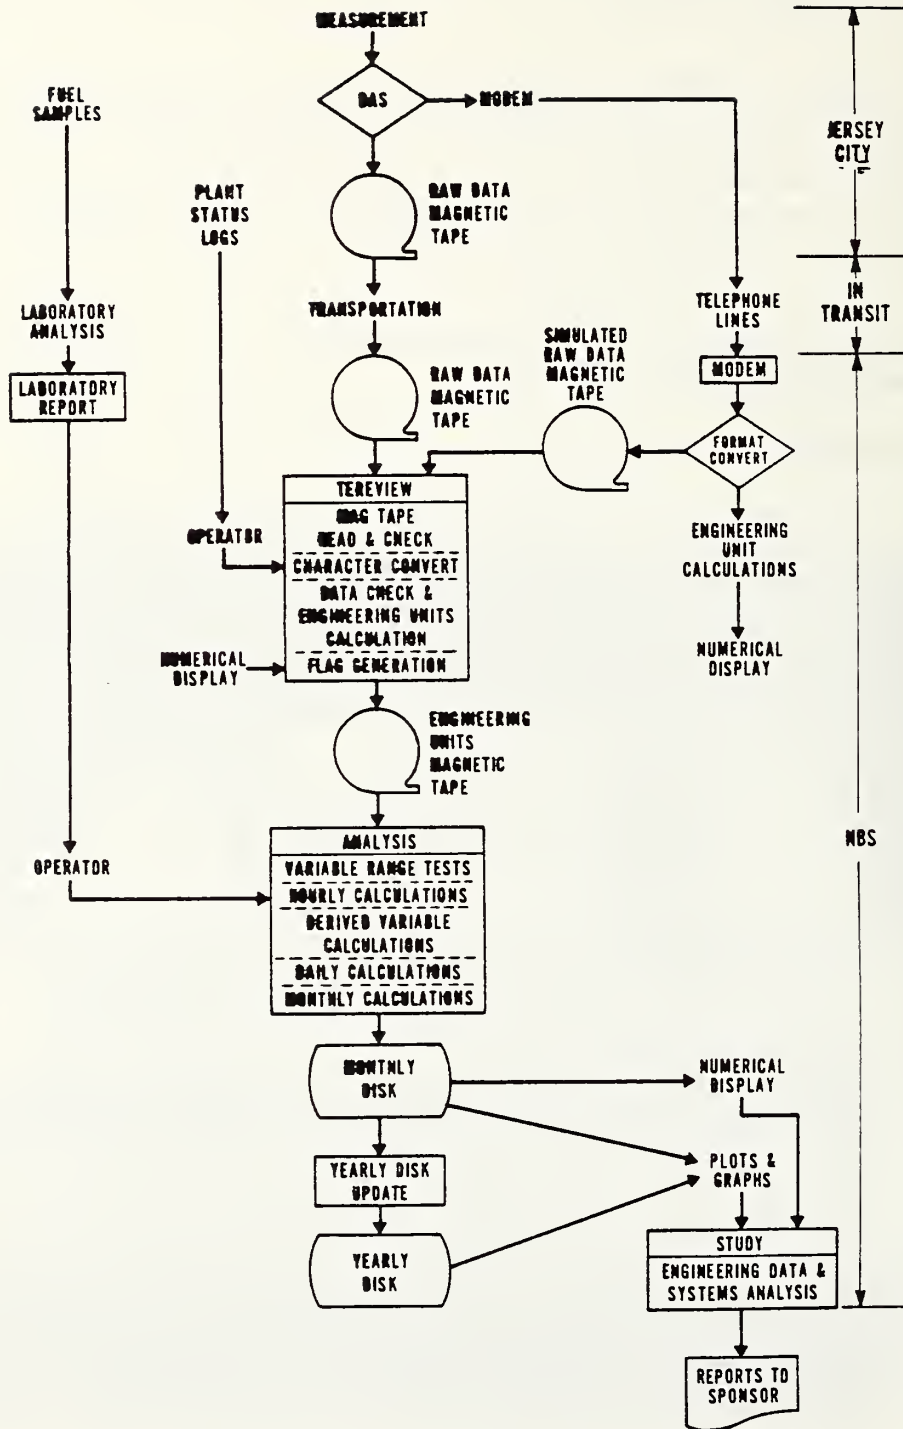 MEASUREMENT
DAS
MODEM
FUEL
SAMPLES
JERSEY
CITY
PLANT
STATUS
LOGS
RAW DATA
MAGNETIC
TAPE
TRANSPORTATION
TELEPHONE
LINES
IN
TRANSIT
LABORATORY
ANALYSIS
LABORATORY
REPORT
RAW DATA
MAGNETIC
TAPE
SIMULATED
RAW DATA
MAGNETIC
TAPE
MODEM
FORMAT
CONVERT
ENGINEERING
UNIT
CALCULATIONS
NUMERICAL
DISPLAY
TEREVIEW
MAG TAPE
READ & CHECK
CHARACTER CONVERT
DATA CHECK &
ENGINEERING UNITS
CALCULATION
FLAG GENERATION
OPERATOR
NUMERICAL
DISPLAY
ENGINEERING
UNITS
MAGNETIC
TAPE
NBS
OPERATOR
ANALYSIS
VARIABLE RANGE TESTS
HOURLY CALCULATIONS
DERIVED VARIABLE
CALCULATIONS
DAILY CALCULATIONS
MONTHLY CALCULATIONS
MONTHLY
DISK
NUMERICAL
DISPLAY
YEARLY DISK
UPDATE
PLOTS &
GRAPHS
YEARLY
DISK
STUDY
ENGINEERING DATA &
SYSTEMS ANALYSIS
REPORTS TO
SPONSOR